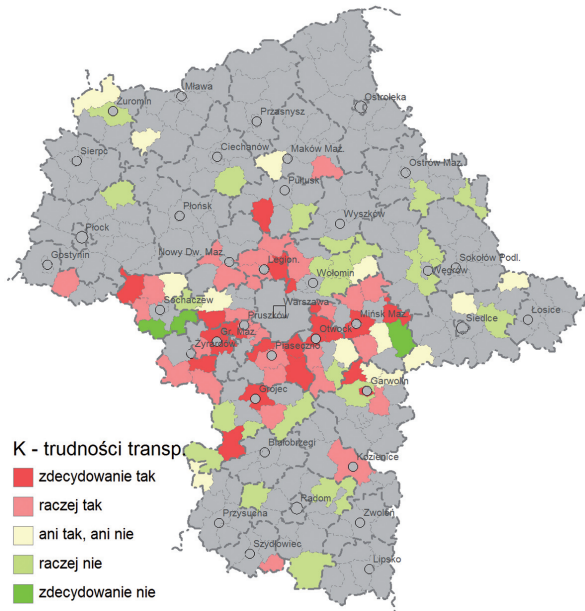 Mława
Żuromin
Ostrołęka
Przasnysz
Ciechanów
Maków Maz.
Sierpc
Ostrów Maz.
Pułtusk
Płońsk
Wyszków
Płock
Gostynin
Nowy Dw. Maz.
Legion.
Sokołów Podl.
Węgrów
Wołomin
Sochaczew
Warszawa
Pruszków
Mińsk Maz.
Siedlce
Łosice
Gr. Maz.
Otwock
Żyrardów
Piaseczno
Garwolin
Grójec
K - trudności transp.
Białobrzegi
zdecydowanie tak
Kozienice
raczej tak
Radom
ani tak, ani nie
Przysucha
Zwoleń
raczej nie
Szydłowiec
Lipsko
zdecydowanie nie